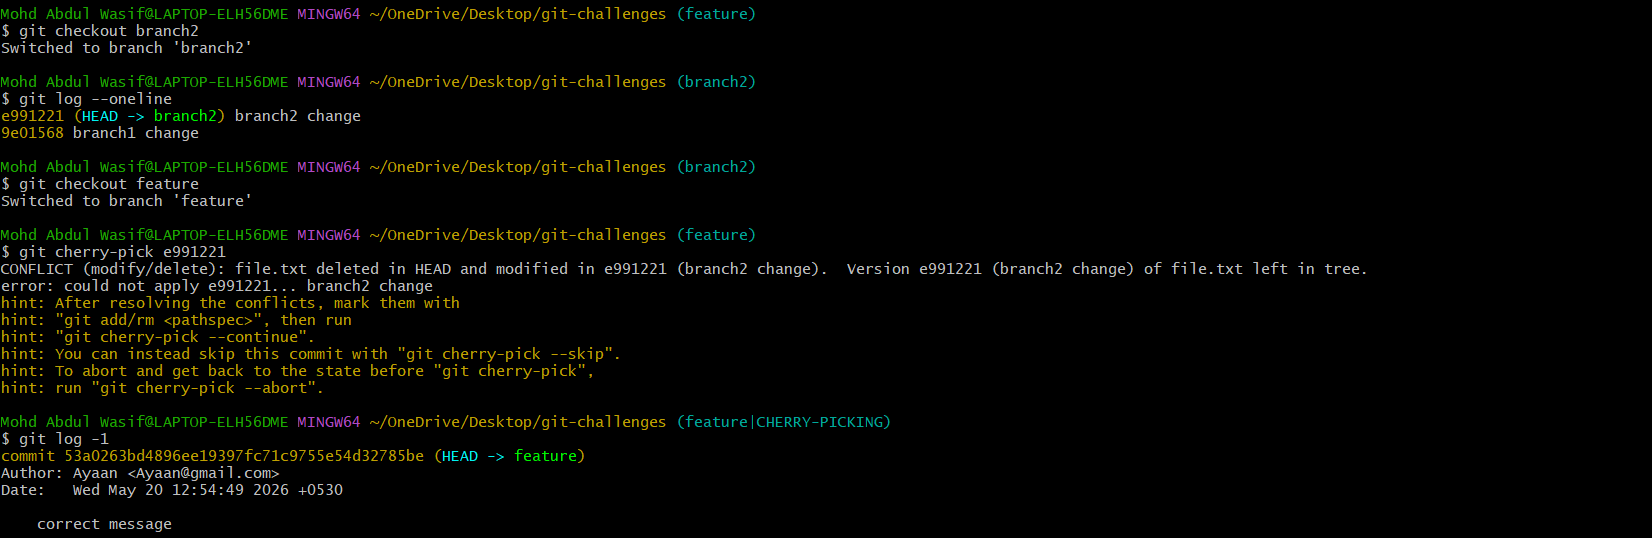 Mohd Abdul Wasif@LAPTOP-ELH56DME MINGW64 ~/OneDrive/Desktop/git-challenges (feature)
$ git checkout branch2
Switched to branch 'branch2'
Mohd Abdul Wasif@LAPTOP-ELH56DME MINGW64 ~/OneDrive/Desktop/git-challenges (branch2)
$ git log --oneline
e991221 (HEAD -> branch2) branch2 change
9e01568 branch1 change
Mohd Abdul Wasif@LAPTOP-ELH56DME MINGW64 ~/OneDrive/Desktop/git-challenges (branch2)
$ git checkout feature
Switched to branch 'feature'
Mohd Abdul Wasif@LAPTOP-ELH56DME MINGW64 ~/OneDrive/Desktop/git-challenges (feature)
$ git cherry-pick e991221
CONFLICT (modify/delete): file.txt deleted in HEAD and modified in e991221 (branch2 change).  Version e991221 (branch2 change) of file.txt left in tree.
error: could not apply e991221... branch2 change
hint: After resolving the conflicts, mark them with
hint: "git add/rm <pathspec>", then run
hint: "git cherry-pick --continue".
hint: You can instead skip this commit with "git cherry-pick --skip".
hint: To abort and get back to the state before "git cherry-pick",
hint: run "git cherry-pick --abort".
Mohd Abdul Wasif@LAPTOP-ELH56DME MINGW64 ~/OneDrive/Desktop/git-challenges (feature|CHERRY-PICKING)
$ git log -1
commit 53a0263bd4896ee19397fc71c9755e54d32785be (HEAD -> feature)
Author: Ayaan <Ayaan@gmail.com>
Date:   Wed May 20 12:54:49 2026 +0530
    correct message